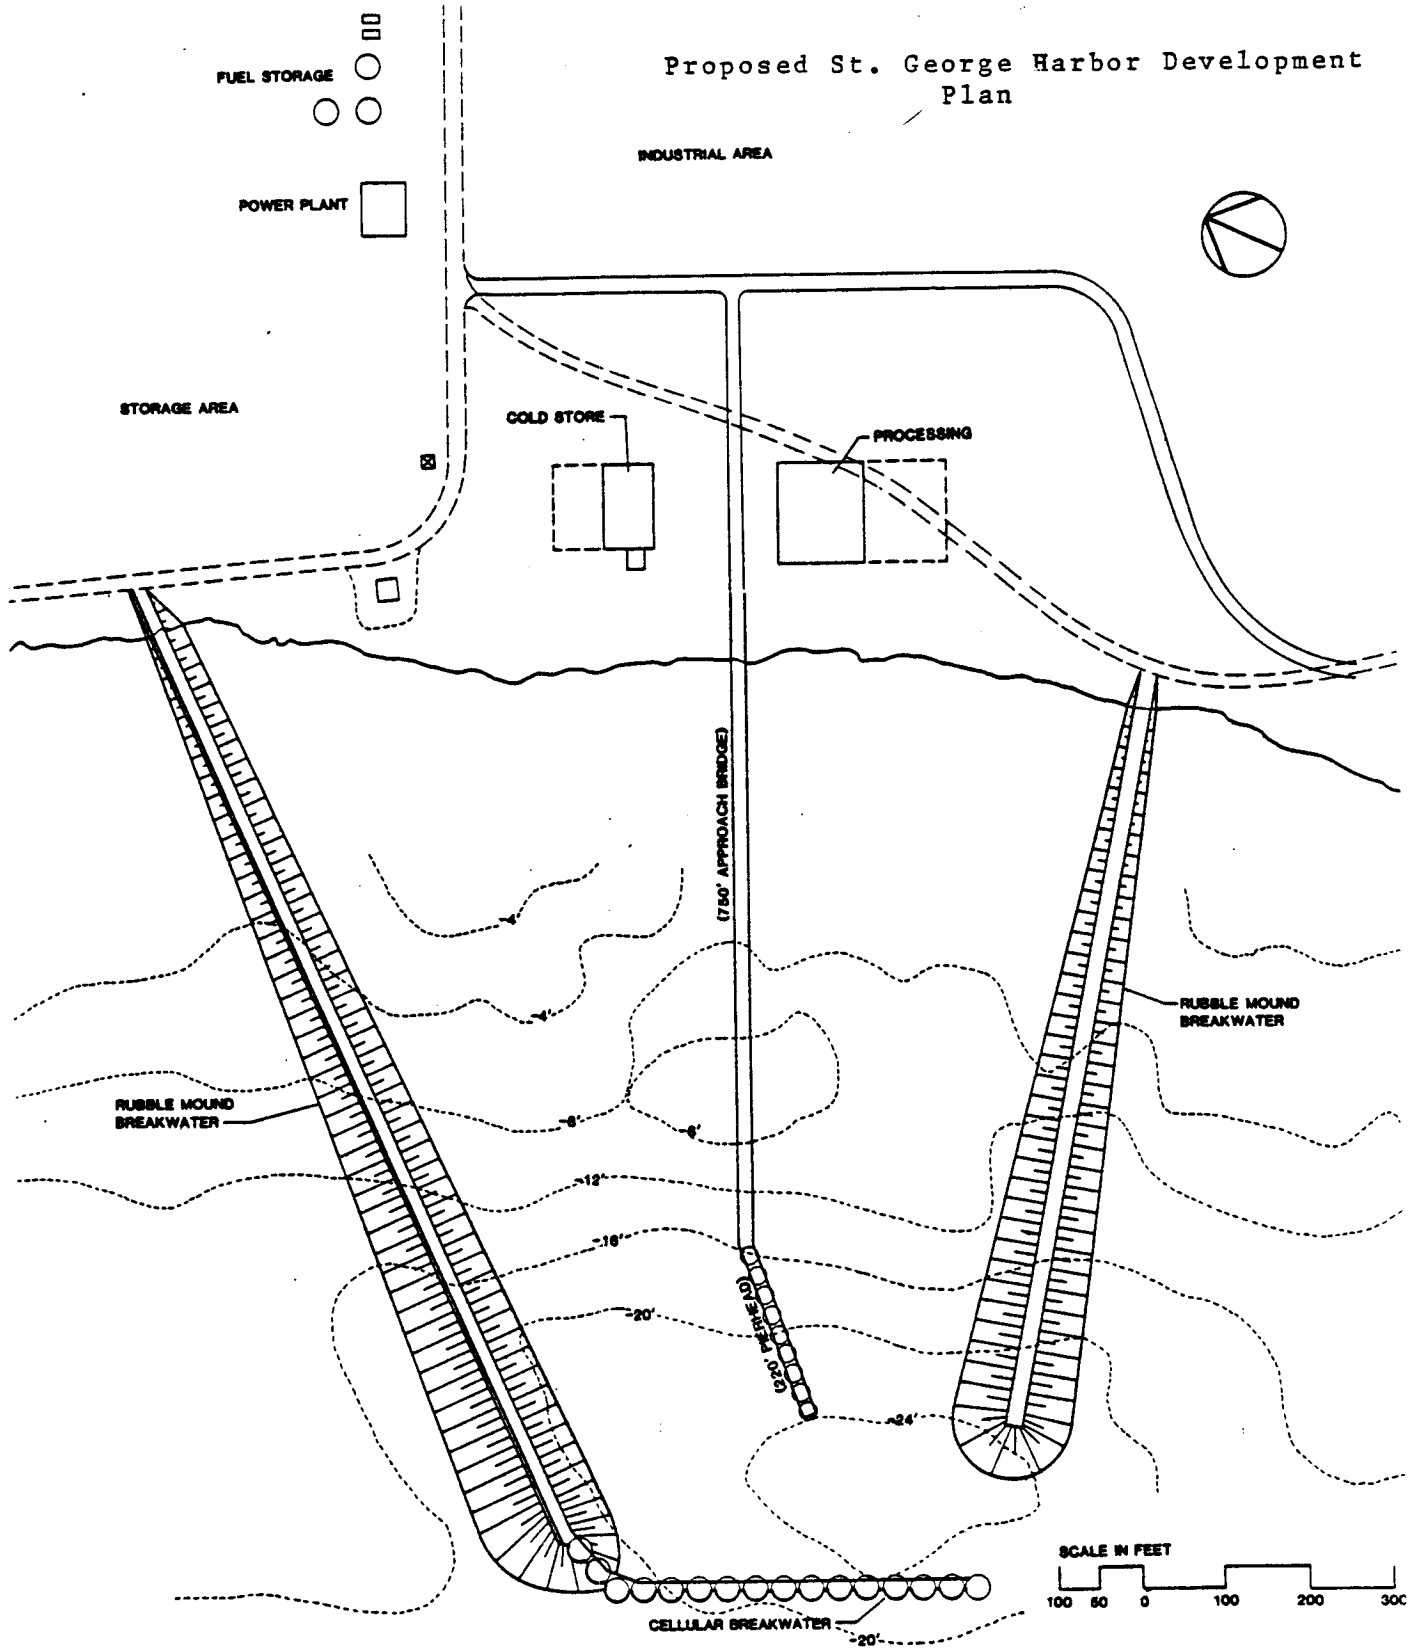 Proposed St. George Harbor Development
Plan
FUEL STORAGE
INDUSTRIAL AREA
POWER PLANT
STORAGE AREA
COLD STORE
PROCESSING
(750' APPROACH BRIDGE)
-4'
-4'
RUBBLE MOUND
BREAKWATER
RUBBLE MOUND
BREAKWATER
-8'
-12'
-16'
-20'
(220' PIERHEAD)
-24'
SCALE IN FEET
100 50 0 100 200 300
CELLULAR BREAKWATER
-20'